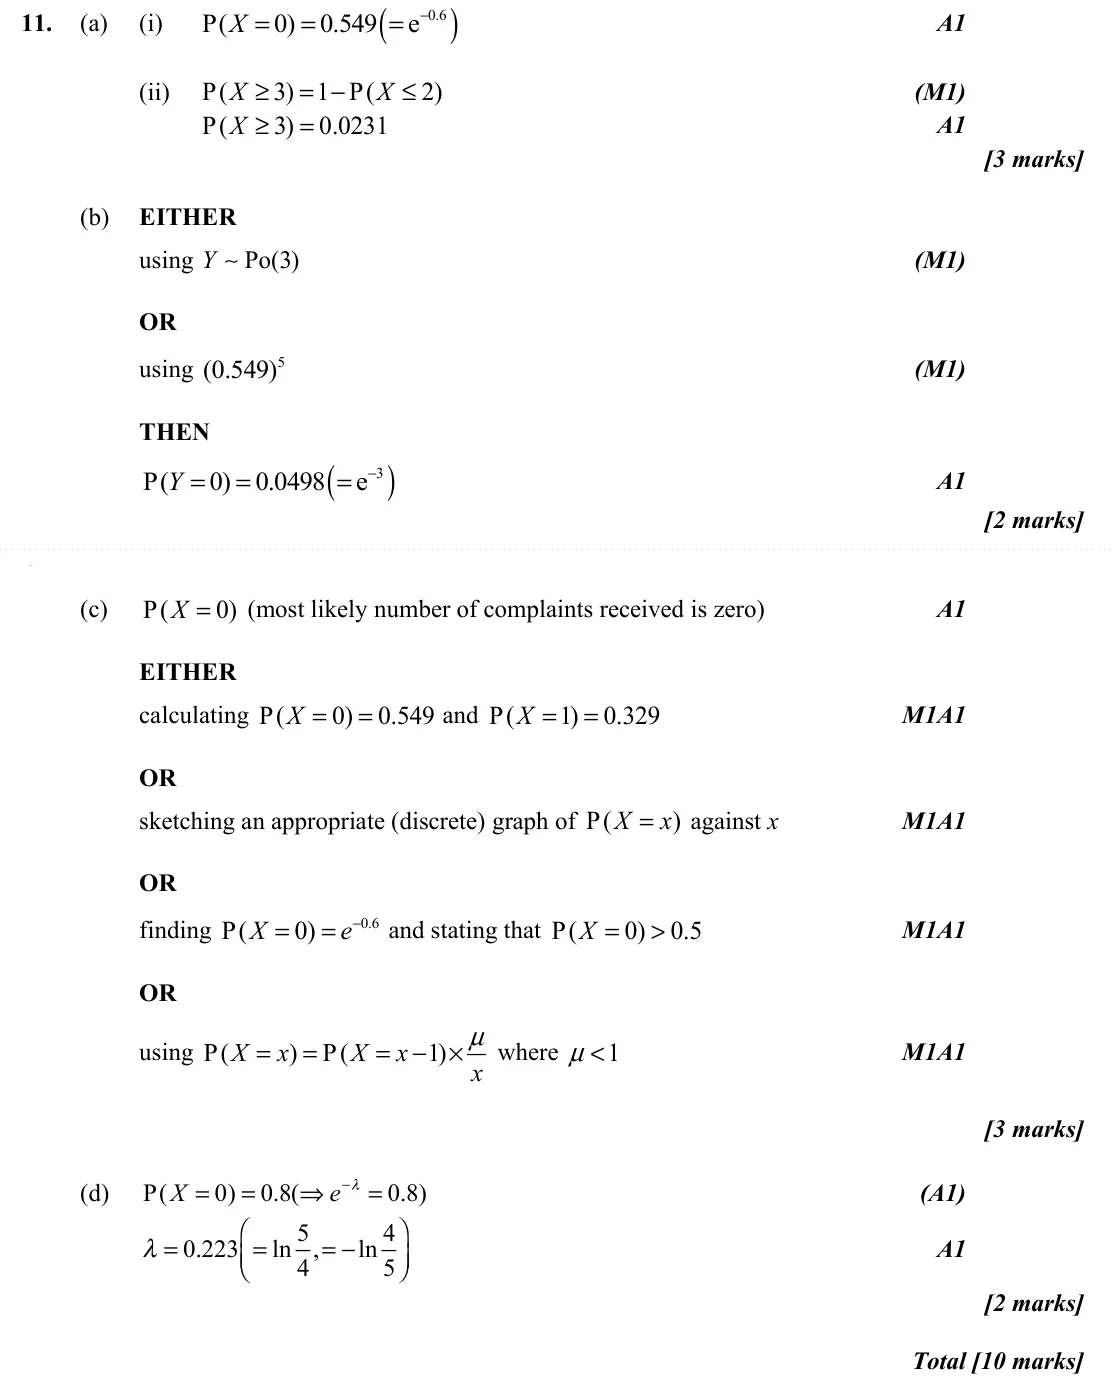 11. (a) (i) P(X = 0) = 0.549(= e^−0.6) A1
(ii) P(X ≥ 3) = 1 − P(X ≤ 2) (M1)
P(X ≥ 3) = 0.0231 A1
[3 marks]
(b) EITHER
using Y ~ Po(3) (M1)
OR
using (0.549)^5 (M1)
THEN
P(Y = 0) = 0.0498(= e^−3) A1
[2 marks]
(c) P(X = 0) (most likely number of complaints received is zero) A1
EITHER
calculating P(X = 0) = 0.549 and P(X = 1) = 0.329 M1A1
OR
sketching an appropriate (discrete) graph of P(X = x) against x M1A1
OR
finding P(X = 0) = e^−0.6 and stating that P(X = 0) > 0.5 M1A1
OR
using P(X = x) = P(X = x − 1) × μ/x where μ < 1 M1A1
[3 marks]
(d) P(X = 0) = 0.8(⇒ e^−λ = 0.8) (A1)
λ = 0.223(= ln 5/4, = −ln 4/5) A1
[2 marks]
Total [10 marks]